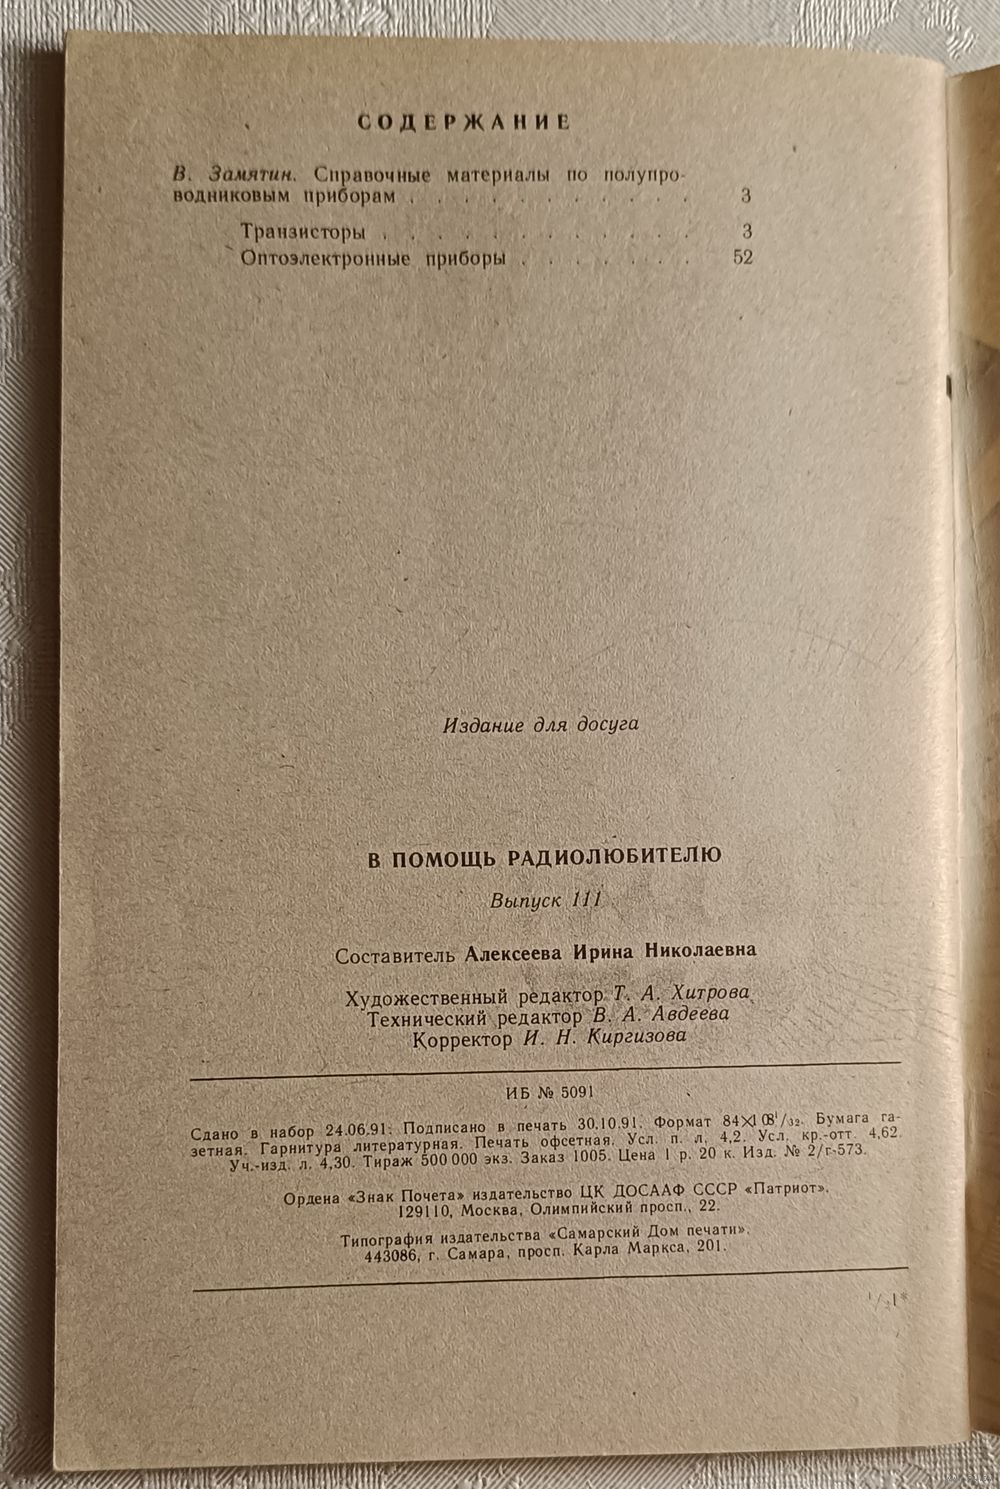 СОДЕРЖАНИЕ
В. Замятин. Справочные материалы по полупро-
водниковым приборам . . . . . . . . . . . 3
Транзисторы . . . . . . . . . . . . 3
Оптоэлектронные приборы . . . . . . . 52
Издание для досуга
В ПОМОЩЬ РАДИОЛЮБИТЕЛЮ
Выпуск 111
Составитель Алексеева Ирина Николаевна
Художественный редактор Т. А. Хитрова
Технический редактор В. А. Авдеева
Корректор И. Н. Киргизова
ИБ № 5091
Сдано в набор 24.06.91. Подписано в печать 30.10.91. Формат 84×108¹/₃₂. Бумага га-
зетная. Гарнитура литературная. Печать офсетная. Усл. п. л. 4,2. Усл. кр.-отт. 4,62.
Уч.-изд. л. 4,30. Тираж 500 000 экз. Заказ 1005. Цена 1 р. 20 к. Изд. № 2/г-573.
Ордена «Знак Почета» издательство ЦК ДОСААФ СССР «Патриот».
129110, Москва, Олимпийский просп., 22.
Типография издательства «Самарский Дом печати».
443086, г. Самара, просп. Карла Маркса, 201.